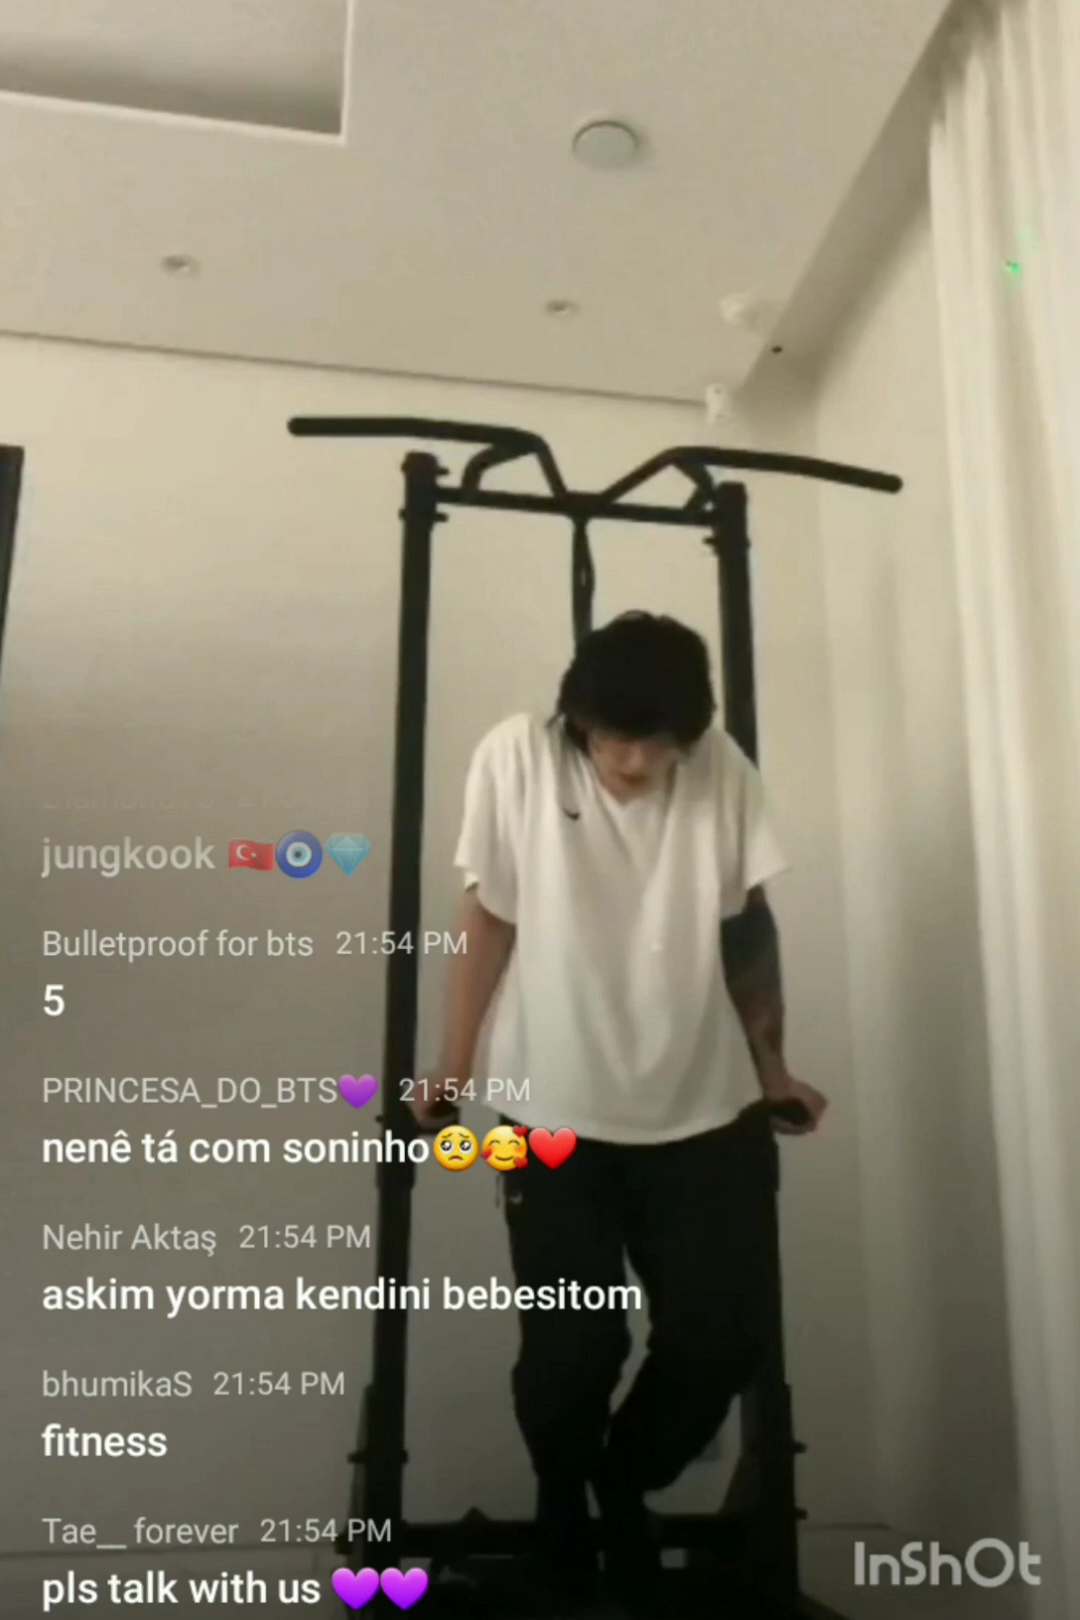 jungkook 🇹🇷🧿💎
Bulletproof for bts 21:54 PM
5
PRINCESA_DO_BTS💜 21:54 PM
nenê tá com soninho🥺🥰❤️
Nehir Aktaş 21:54 PM
askim yorma kendini bebesitom
bhumikaS 21:54 PM
fitness
Tae__ forever 21:54 PM
pls talk with us 💜💜
InShOt